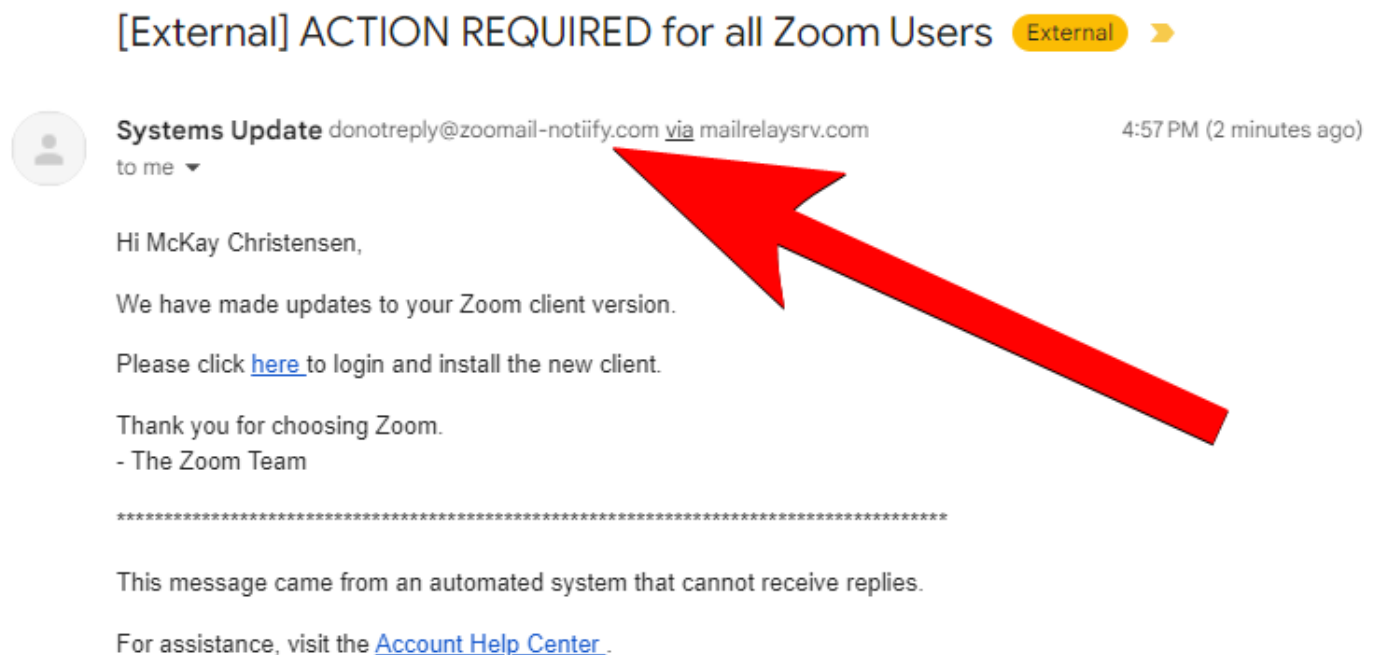 [External] ACTION REQUIRED for all Zoom Users External
Systems Update donotreply@zoomail-notiify.com via mailrelaysrv.com 4:57 PM (2 minutes ago)
to me
Hi McKay Christensen,
We have made updates to your Zoom client version.
Please click here to login and install the new client.
Thank you for choosing Zoom.
- The Zoom Team
****************************************************************************************
This message came from an automated system that cannot receive replies.
For assistance, visit the Account Help Center .